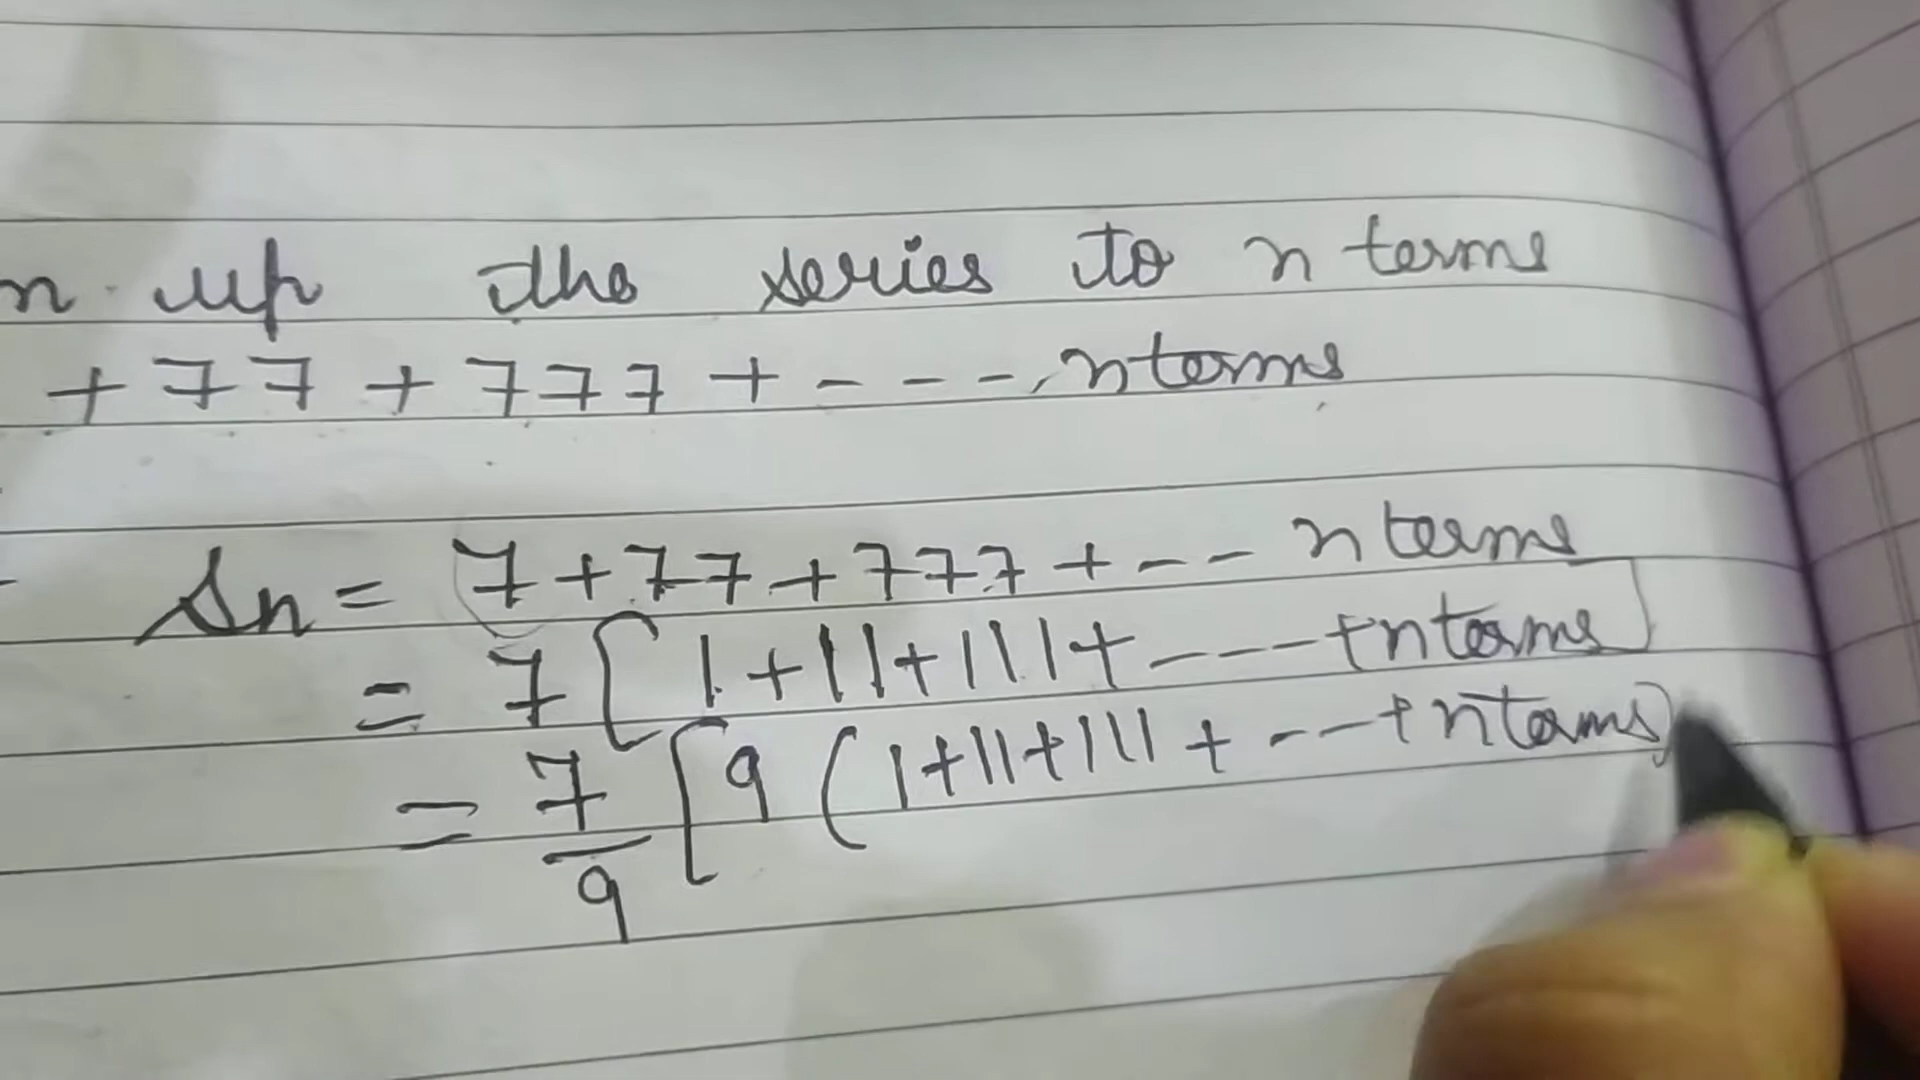 n up the series to n terms
+ 77 + 777 + - - - , n terms
Sn = 7 + 77 + 777 + - - n terms
= 7 [ 1 + 11 + 111 + - - - - + n terms ]
= 7/9 [ 9 ( 1 + 11 + 111 + - - - + n terms )